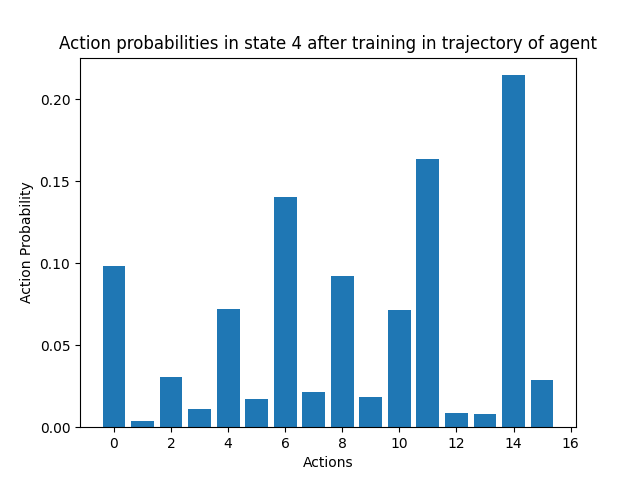 Action probabilities in state 4 after training in trajectory of agent
0.20
0.15
0.10
0.05
0.00
Action Probability
0 2 4 6 8 10 12 14 16
Actions